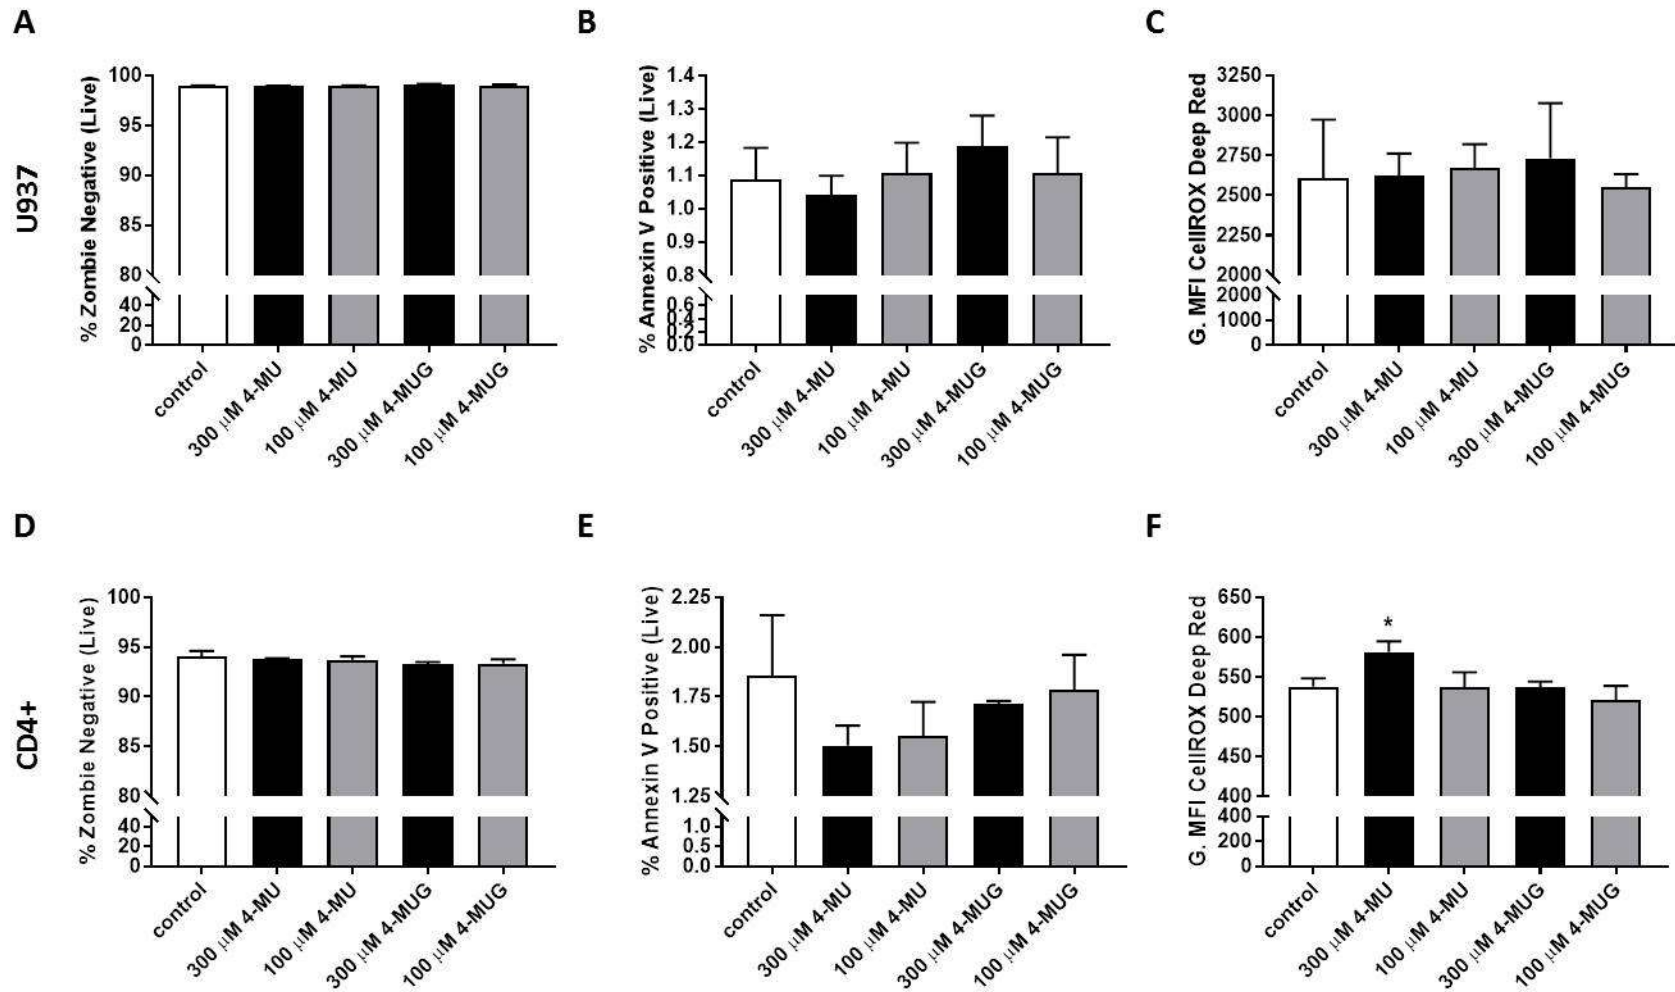 A
B
C
U937
% Zombie Negative (Live)
100
95
90
85
80
40
20
0
control
300 μM 4-MU
100 μM 4-MU
300 μM 4-MUG
100 μM 4-MUG
% Annexin V Positive (Live)
1.4
1.3
1.2
1.1
1.0
0.9
0.8
0.6
0.4
0.2
0.0
control
300 μM 4-MU
100 μM 4-MU
300 μM 4-MUG
100 μM 4-MUG
G. MFI CellROX Deep Red
3250
3000
2750
2500
2250
2000
2000
1000
0
control
300 μM 4-MU
100 μM 4-MU
300 μM 4-MUG
100 μM 4-MUG
D
E
F
CD4+
% Zombie Negative (Live)
100
95
90
85
80
40
20
0
control
300 μM 4-MU
100 μM 4-MU
300 μM 4-MUG
100 μM 4-MUG
% Annexin V Positive (Live)
2.25
2.00
1.75
1.50
1.25
1.0
0.5
0.0
control
300 μM 4-MU
100 μM 4-MU
300 μM 4-MUG
100 μM 4-MUG
G. MFI CellROX Deep Red
650
600
550
500
450
400
400
200
0
*
control
300 μM 4-MU
100 μM 4-MU
300 μM 4-MUG
100 μM 4-MUG